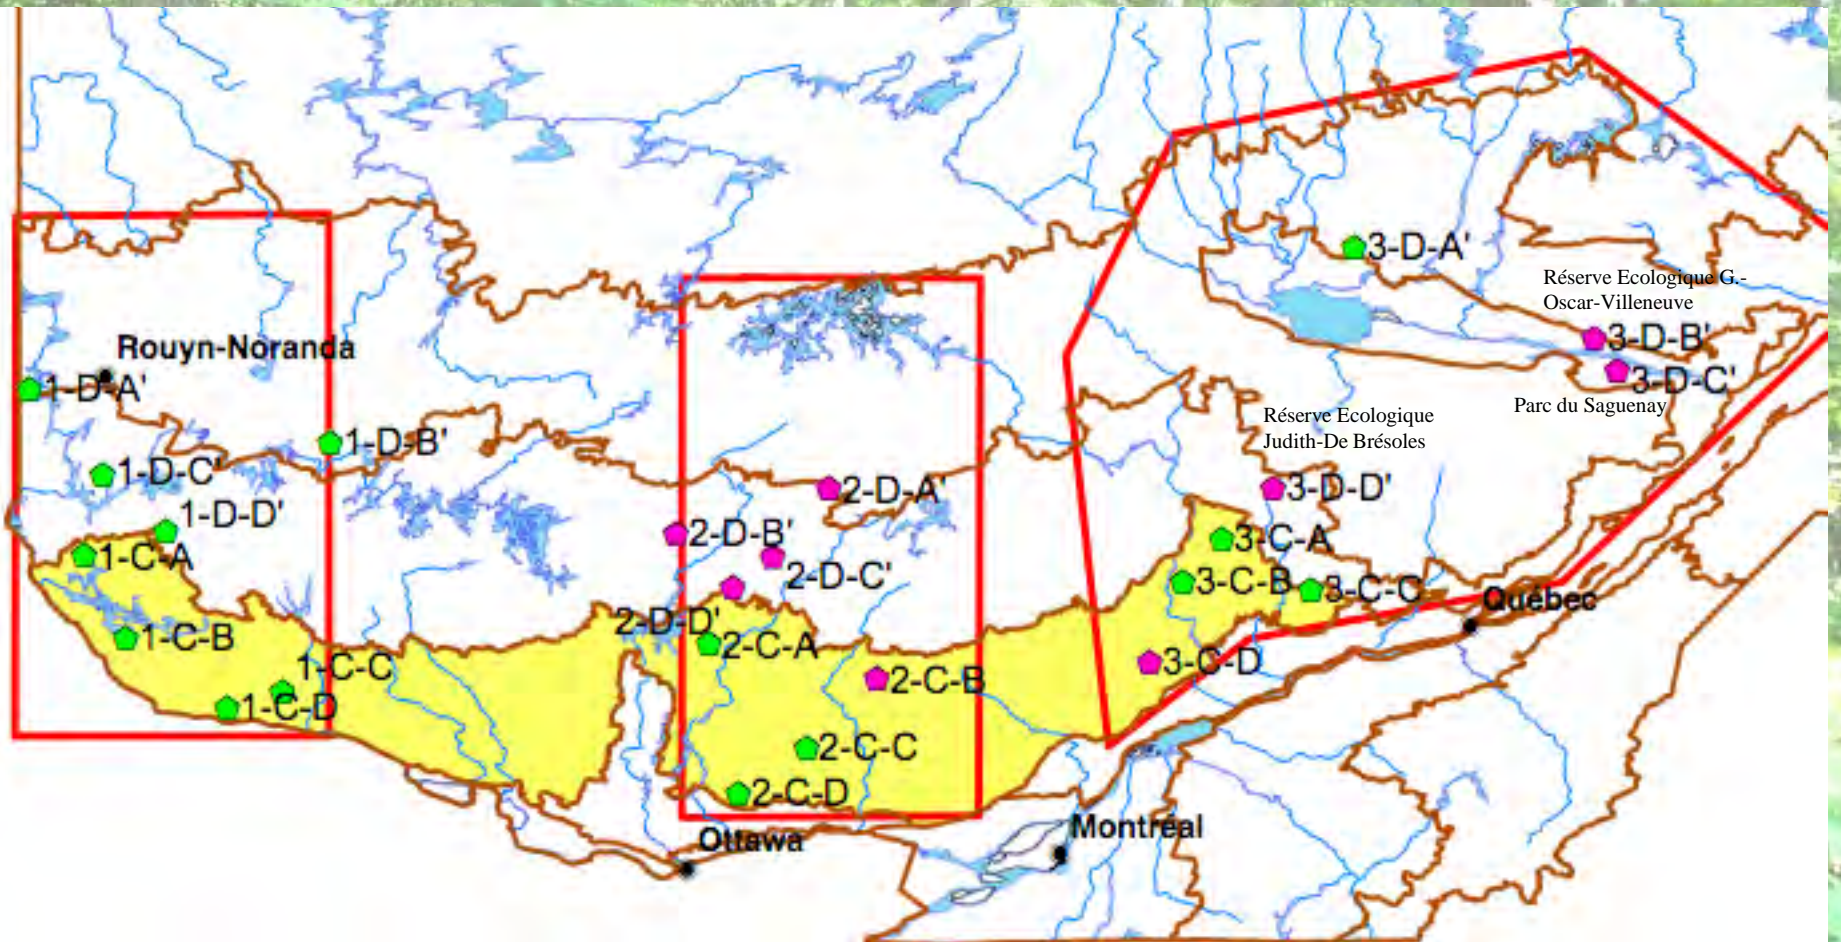 3-D-A'
Réserve Ecologique G.-
Oscar-Villeneuve
3-D-B'
3-D-C'
Parc du Saguenay
Rouyn-Noranda
1-D-A'
1-D-B'
1-D-C'
1-D-D'
1-C-A
1-C-B
1-C-C
1-C-D
2-D-A'
2-D-B'
2-D-C'
2-D-D'
2-C-A
2-C-B
2-C-C
2-C-D
Réserve Ecologique
Judith-De Brésoles
3-D-D'
3-C-A
3-C-B
3-C-C
3-C-D
Québec
Montréal
Ottawa